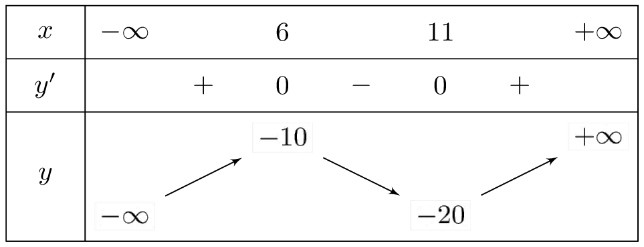 x −∞ 6 11 +∞
y′ + 0 − 0 +
−10 +∞
y
−∞ −20